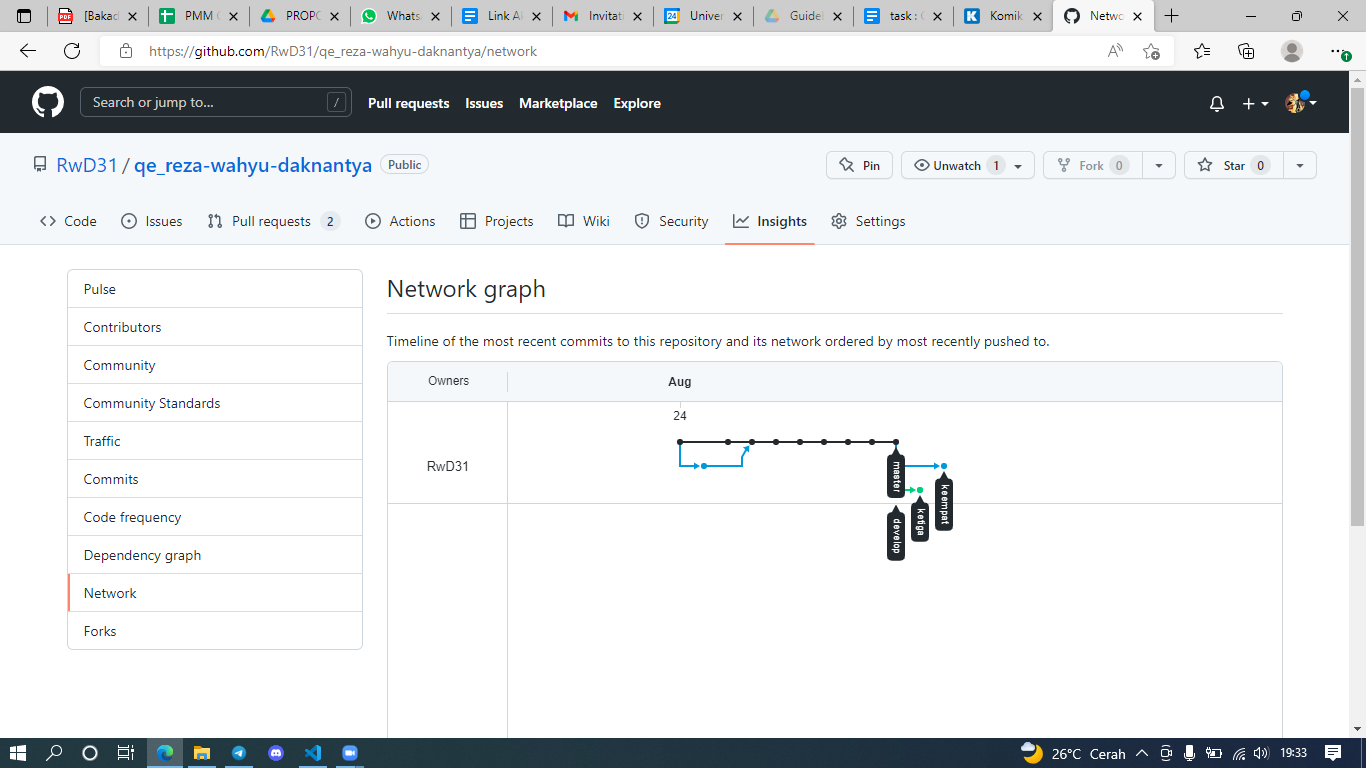 [Bakad
PMM C
PROPO
Whats
Link Al
Invitati
24
Univer
Guidel
task : C
Komik
Netwo
https://github.com/RwD31/qe_reza-wahyu-daknantya/network
Search or jump to... /
Pull requests Issues Marketplace Explore
RwD31 / qe_reza-wahyu-daknantya Public
Pin
Unwatch 1
Fork 0
Star 0
Code
Issues
Pull requests 2
Actions
Projects
Wiki
Security
Insights
Settings
Pulse
Contributors
Community
Community Standards
Traffic
Commits
Code frequency
Dependency graph
Network
Forks
Network graph
Timeline of the most recent commits to this repository and its network ordered by most recently pushed to.
Owners
Aug
24
RwD31
master
develop
ketiga
keempat
26°C Cerah
19:33